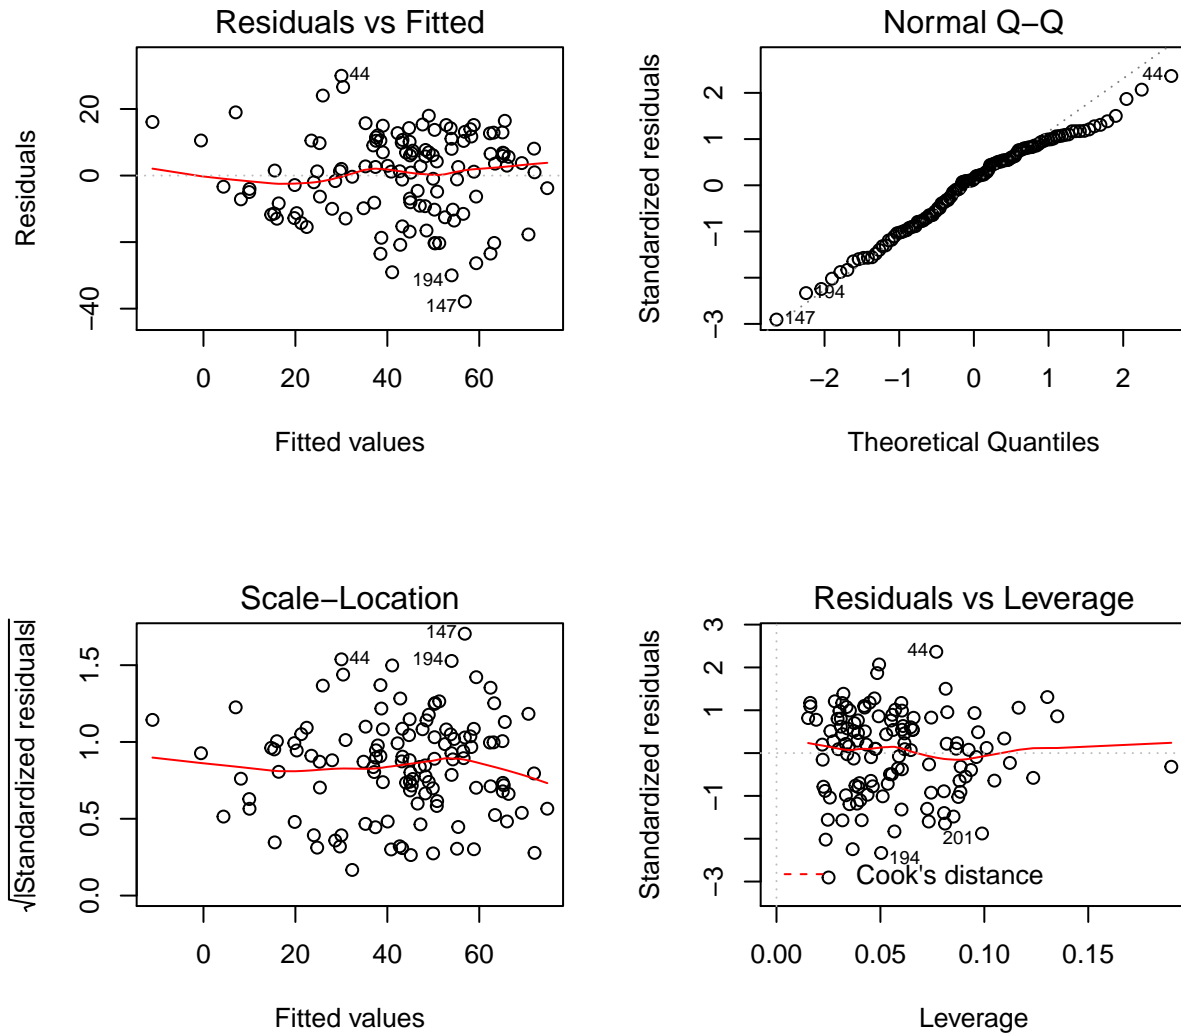 Residuals vs Fitted
Residuals
20
0
−40
44
194
147
0 20 40 60
Fitted values
Normal Q−Q
Standardized residuals
2
1
0
−1
−3
44
194
147
−2 −1 0 1 2
Theoretical Quantiles
Scale−Location
√|Standardized residuals|
1.5
1.0
0.5
0.0
147
44
194
0 20 40 60
Fitted values
Residuals vs Leverage
Standardized residuals
3
2
1
−1
−3
44
201
194
Cook's distance
0.00 0.05 0.10 0.15
Leverage